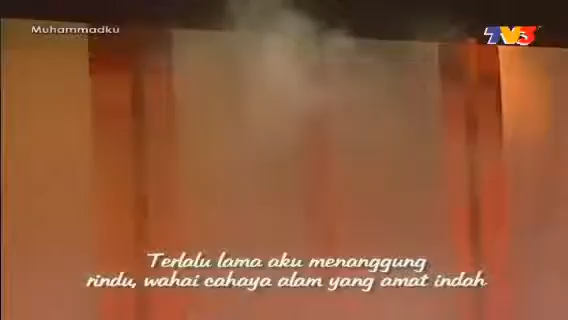 Muhammadku
TV3
Terlalu lama aku menanggung
rindu, wahai cahaya alam yang amat indah